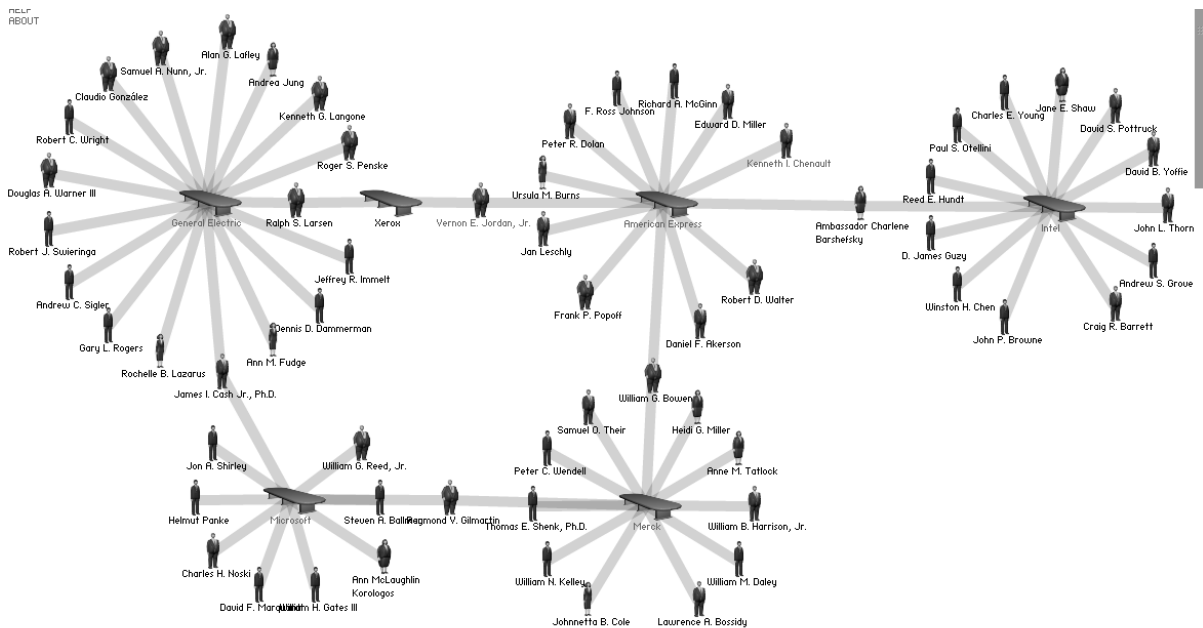 HELP
ABOUT
Alan G. Lafley
Samuel A. Nunn, Jr.
Andrea Jung
Claudio González
Kenneth G. Langone
Robert C. Wright
Roger S. Penske
Douglas A. Warner III
General Electric
Ralph S. Larsen
Xerox
Vernon E. Jordan, Jr.
Robert J. Swieringa
Jeffrey R. Immelt
Andrew C. Sigler
Dennis D. Dammerman
Gary L. Rogers
Rochelle B. Lazarus
Ann M. Fudge
James I. Cash Jr., Ph.D.
F. Ross Johnson
Richard A. McGinn
Edward D. Miller
Peter R. Dolan
Kenneth I. Chenault
Ursula M. Burns
American Express
Jan Leschly
Robert D. Walter
Frank P. Popoff
Daniel F. Akerson
William G. Bowen
Ambassador Charlene
Barshefsky
Charles E. Young
Jane E. Shaw
David S. Pottruck
Paul S. Otellini
David B. Yoffie
Reed E. Hundt
Intel
John L. Thorn
D. James Guzy
Andrew S. Grove
Winston H. Chen
Craig R. Barrett
John P. Browne
Jon A. Shirley
William G. Reed, Jr.
Helmut Panke
Microsoft
Steven A. Ballmer
Raymond V. Gilmartin
Charles H. Noski
Ann McLaughlin
Korologos
David F. Marquardt
William H. Gates III
Samuel O. Their
Heidi G. Miller
Peter C. Wendell
Anne M. Tatlock
Thomas E. Shenk, Ph.D.
Merck
William B. Harrison, Jr.
William N. Kelley
William M. Daley
Johnnetta B. Cole
Lawrence A. Bossidy